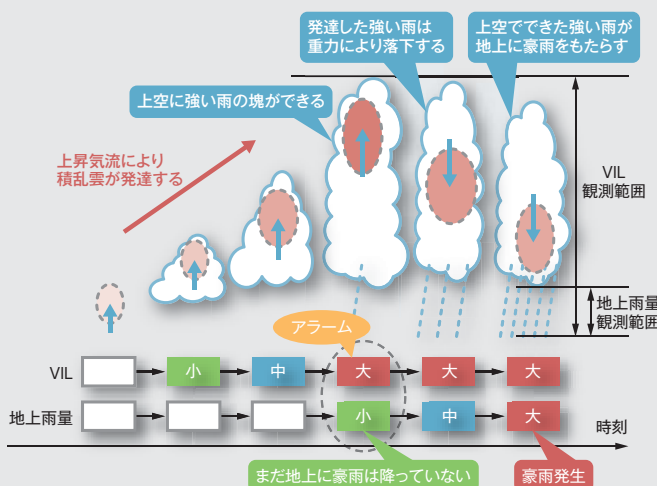 発達した強い雨は
重力により落下する
上空でできた強い雨が
地上に豪雨をもたらす
上空に強い雨の塊ができる
上昇気流により
積乱雲が発達する
VIL
観測範囲
地上雨量
観測範囲
アラーム
VIL
小
中
大
大
大
地上雨量
小
中
大
時刻
まだ地上に豪雨は降っていない
豪雨発生